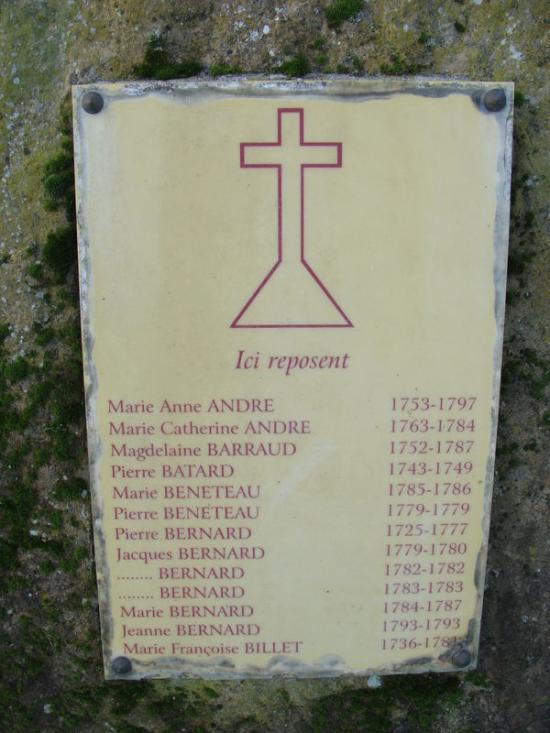 Ici reposent
Marie Anne ANDRE 1753-1797
Marie Catherine ANDRE 1763-1784
Magdelaine BARRAUD 1752-1787
Pierre BATARD 1743-1749
Marie BENETEAU 1785-1786
Pierre BENETEAU 1779-1779
Pierre BERNARD 1725-1777
Jacques BERNARD 1779-1780
........ BERNARD 1782-1782
........ BERNARD 1783-1783
Marie BERNARD 1784-1787
Jeanne BERNARD 1793-1793
Marie Françoise BILLET